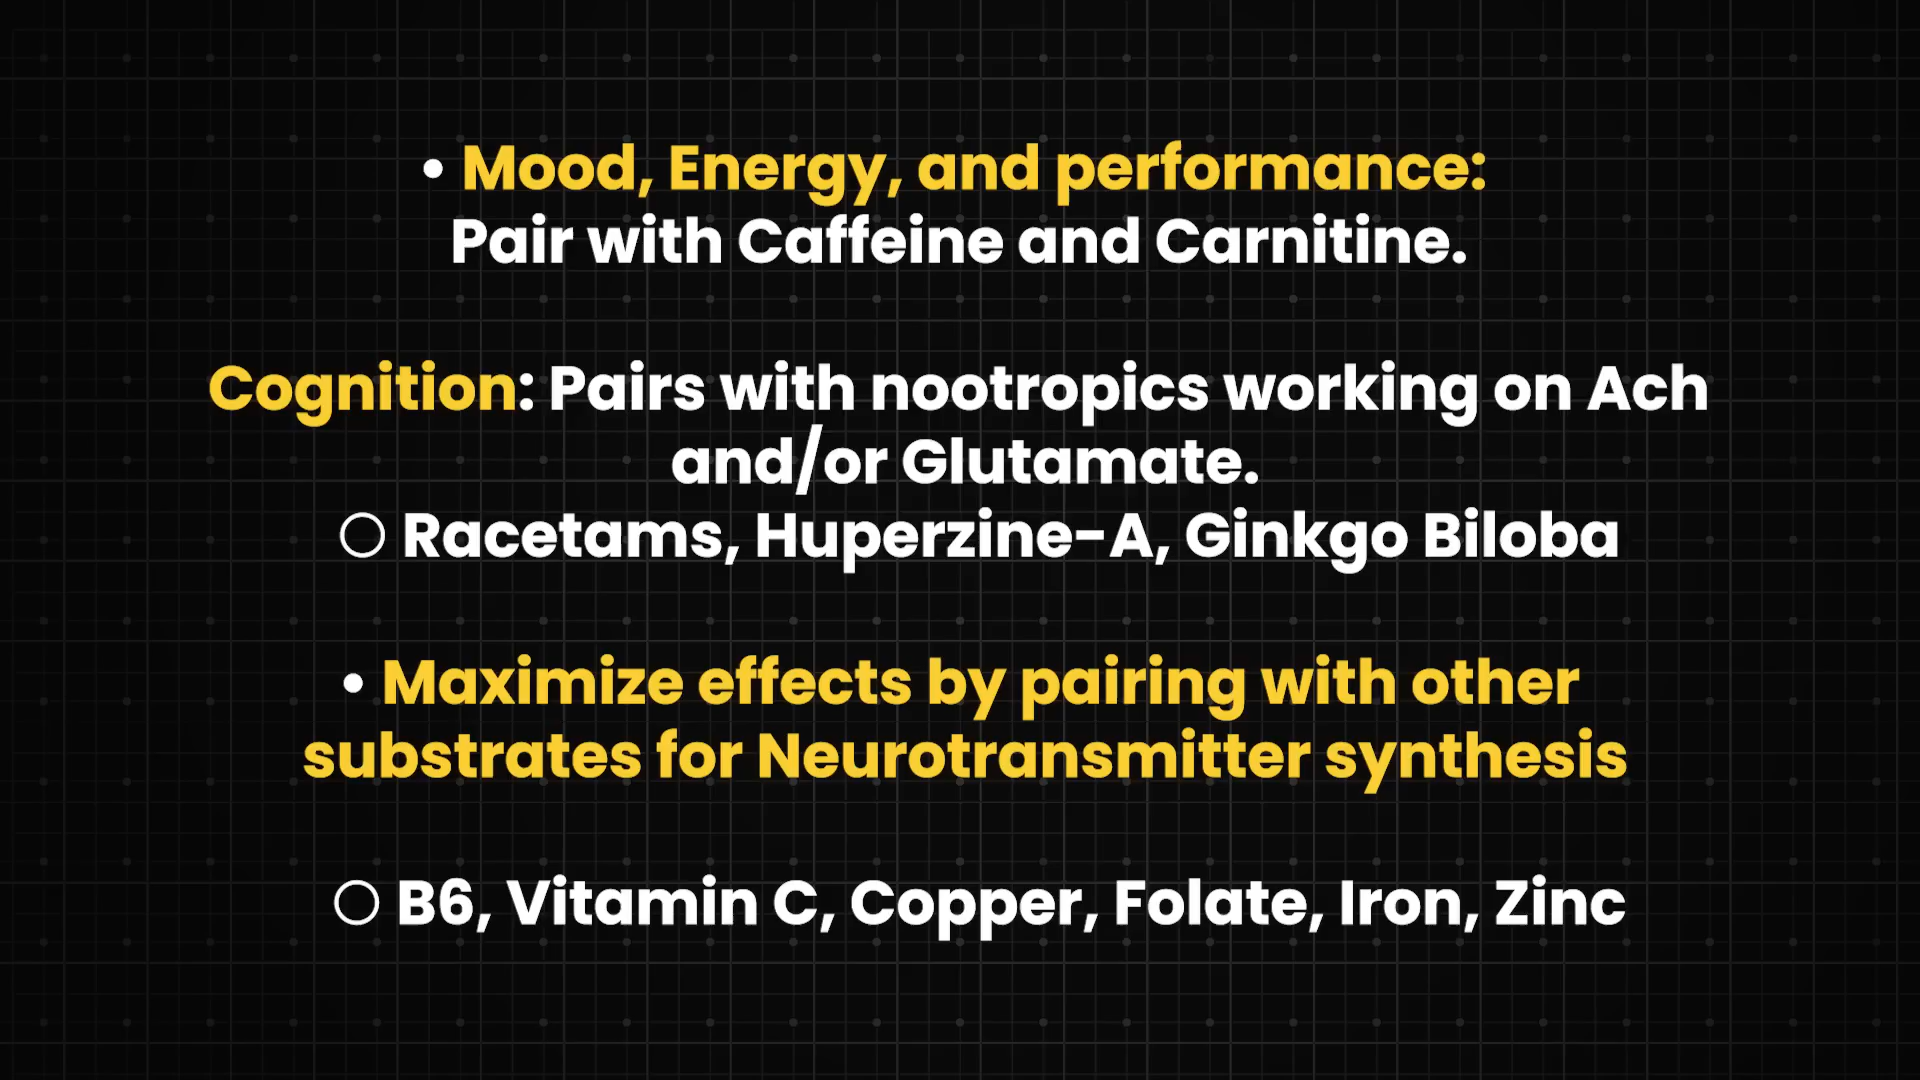 • Mood, Energy, and performance:
Pair with Caffeine and Carnitine.
Cognition: Pairs with nootropics working on Ach
and/or Glutamate.
○ Racetams, Huperzine-A, Ginkgo Biloba
• Maximize effects by pairing with other
substrates for Neurotransmitter synthesis
○ B6, Vitamin C, Copper, Folate, Iron, Zinc